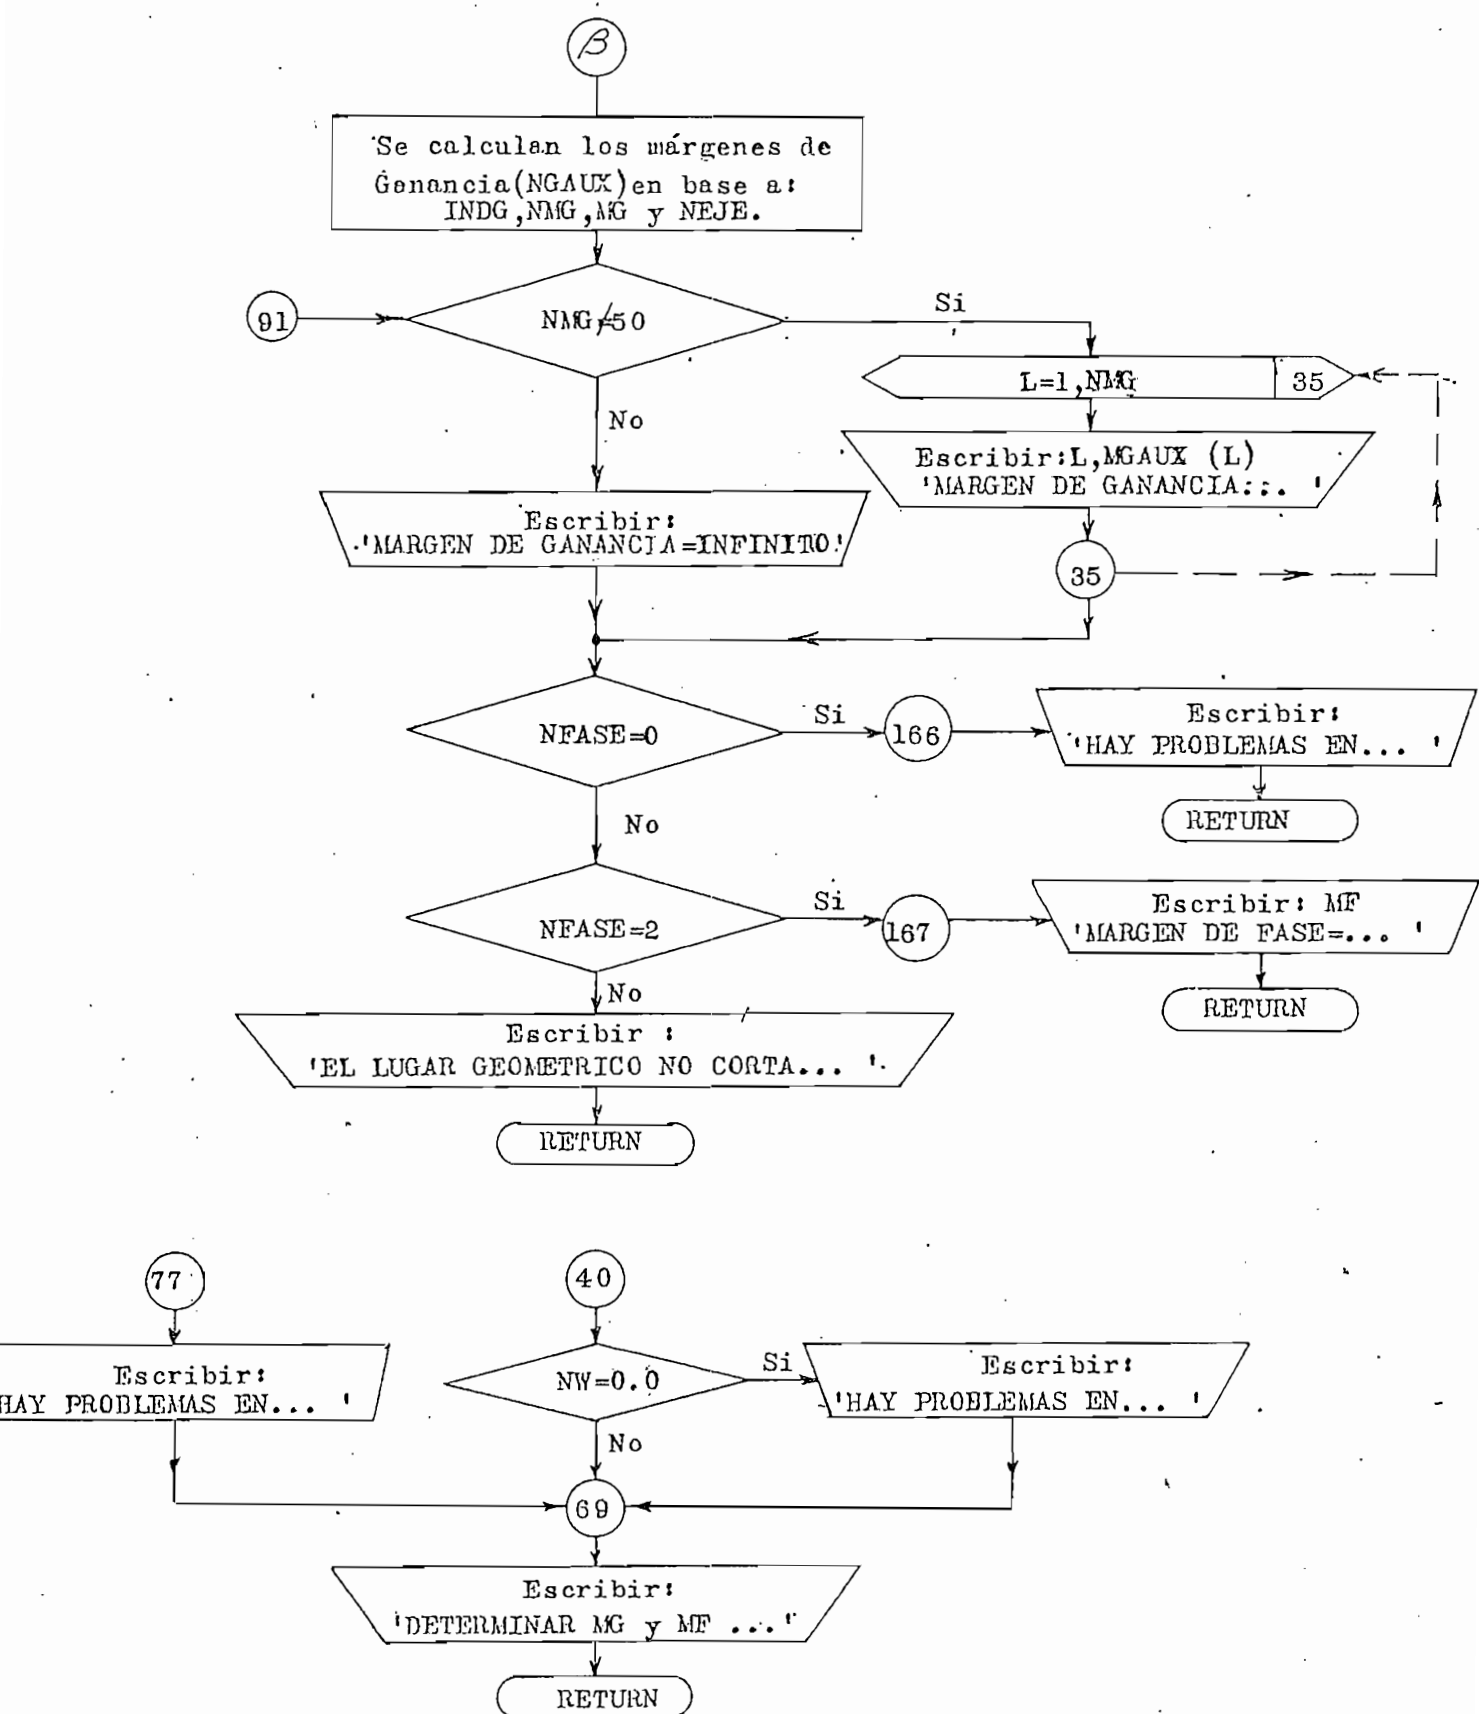 β
Se calculan los márgenes de
Ganancia(NGAUX)en base a:
INDG,NMG,MG y NEJE.
91
NMG≠50
Si
L=1,NMG
35
No
Escribir:L,MGAUX (L)
'MARGEN DE GANANCIA... '
Escribir:
'MARGEN DE GANANCIA=INFINITO'
35
NFASE=0
Si
166
Escribir:
'HAY PROBLEMAS EN... '
RETURN
No
NFASE=2
Si
167
Escribir: MF
'MARGEN DE FASE=... '
RETURN
No
Escribir :
'EL LUGAR GEOMETRICO NO CORTA... '
RETURN
77
40
Escribir:
HAY PROBLEMAS EN... '
NW=0.0
Si
Escribir:
'HAY PROBLEMAS EN... '
No
69
Escribir:
'DETERMINAR MG y MF ...'
RETURN